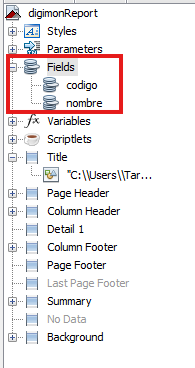 digimonReport
Styles
Parameters
Fields
codigo
nombre
Variables
Scriptlets
Title
"C:\\Users\\Tar...
Page Header
Column Header
Detail 1
Column Footer
Page Footer
Last Page Footer
Summary
No Data
Background